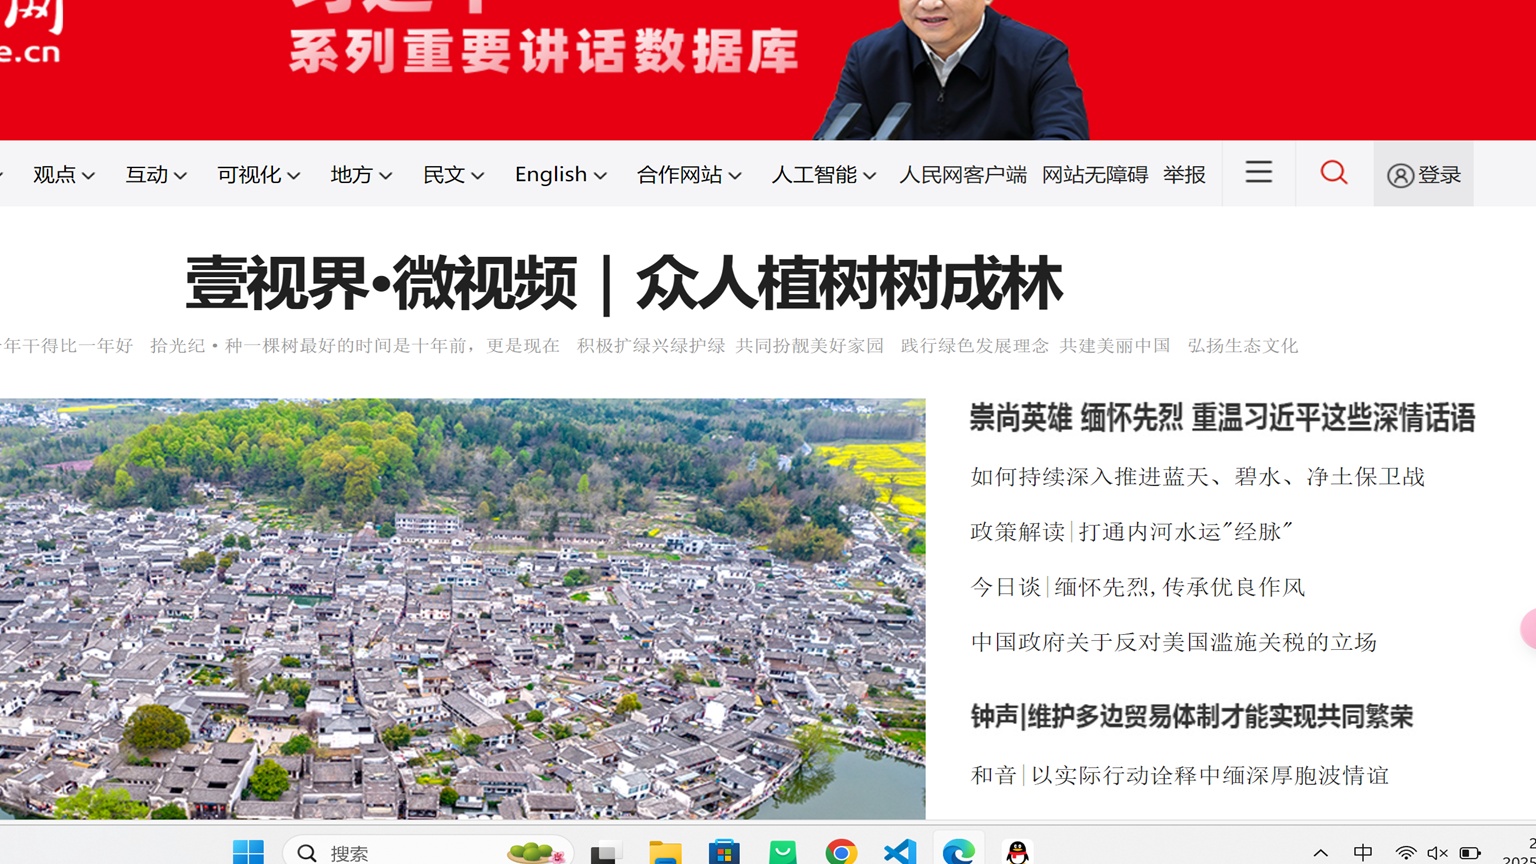 网
e.cn
系列重要讲话数据库
观点 互动 可视化 地方 民文 English 合作网站 人工智能 人民网客户端 网站无障碍 举报 登录
壹视界·微视频｜众人植树树成林
年干得比一年好 拾光纪·种一棵树最好的时间是十年前，更是现在 积极扩绿兴绿护绿 共同扮靓美好家园 践行绿色发展理念 共建美丽中国 弘扬生态文化
崇尚英雄 缅怀先烈 重温习近平这些深情话语
如何持续深入推进蓝天、碧水、净土保卫战
政策解读|打通内河水运"经脉"
今日谈|缅怀先烈,传承优良作风
中国政府关于反对美国滥施关税的立场
钟声|维护多边贸易体制才能实现共同繁荣
和音|以实际行动诠释中缅深厚胞波情谊
搜索
中